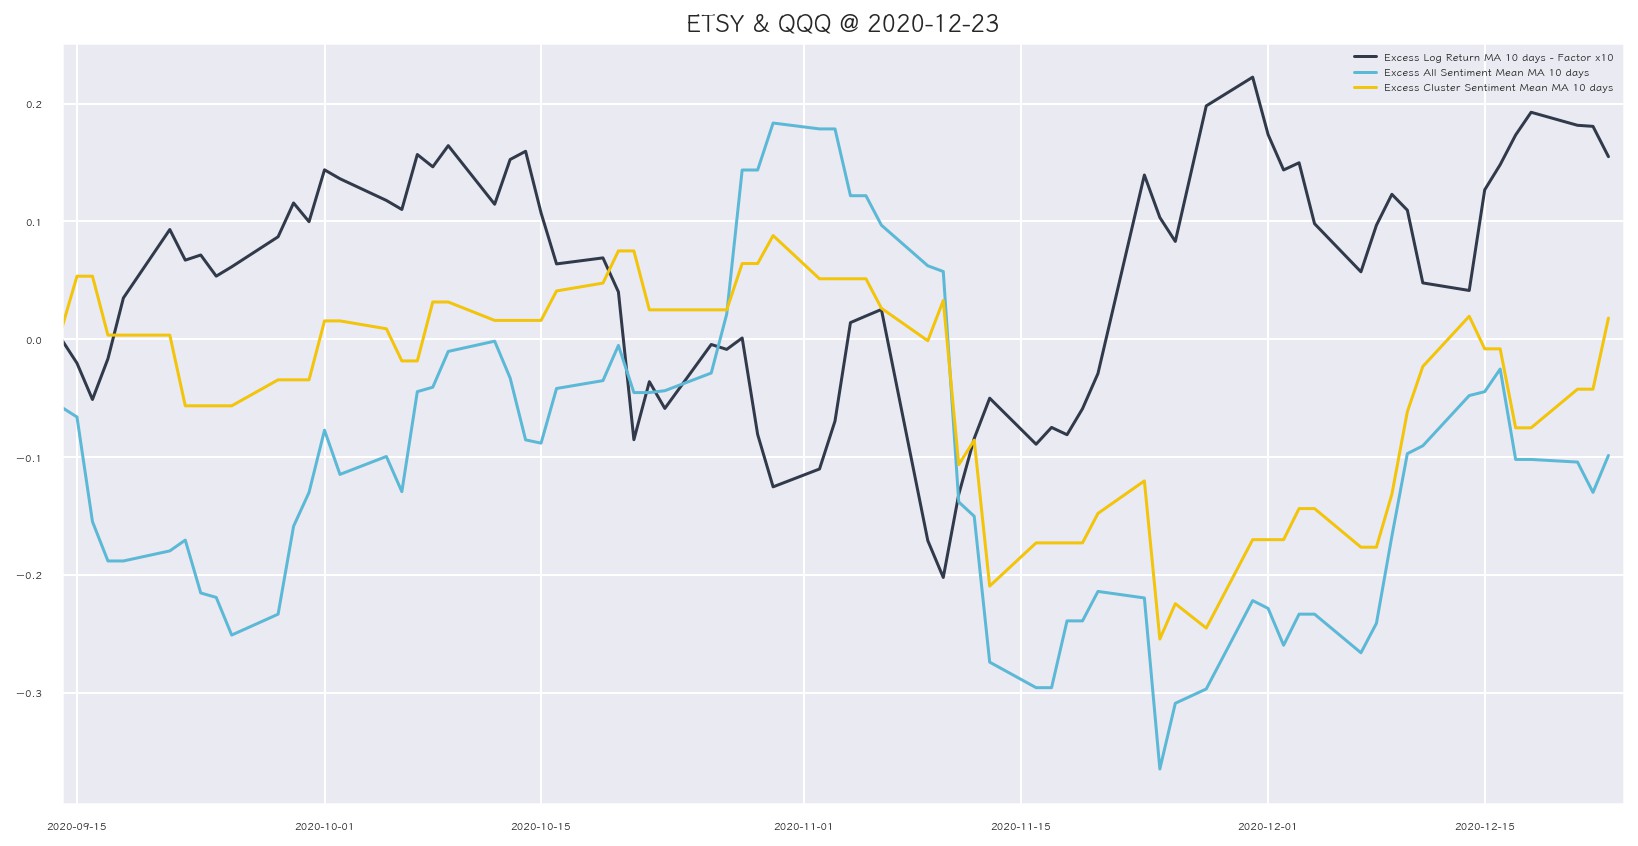 ETSY & QQQ @ 2020-12-23
Excess Log Return MA 10 days - Factor x10
Excess All Sentiment Mean MA 10 days
Excess Cluster Sentiment Mean MA 10 days
0.2
0.1
0.0
−0.1
−0.2
−0.3
2020-09-15 2020-10-01 2020-10-15 2020-11-01 2020-11-15 2020-12-01 2020-12-15